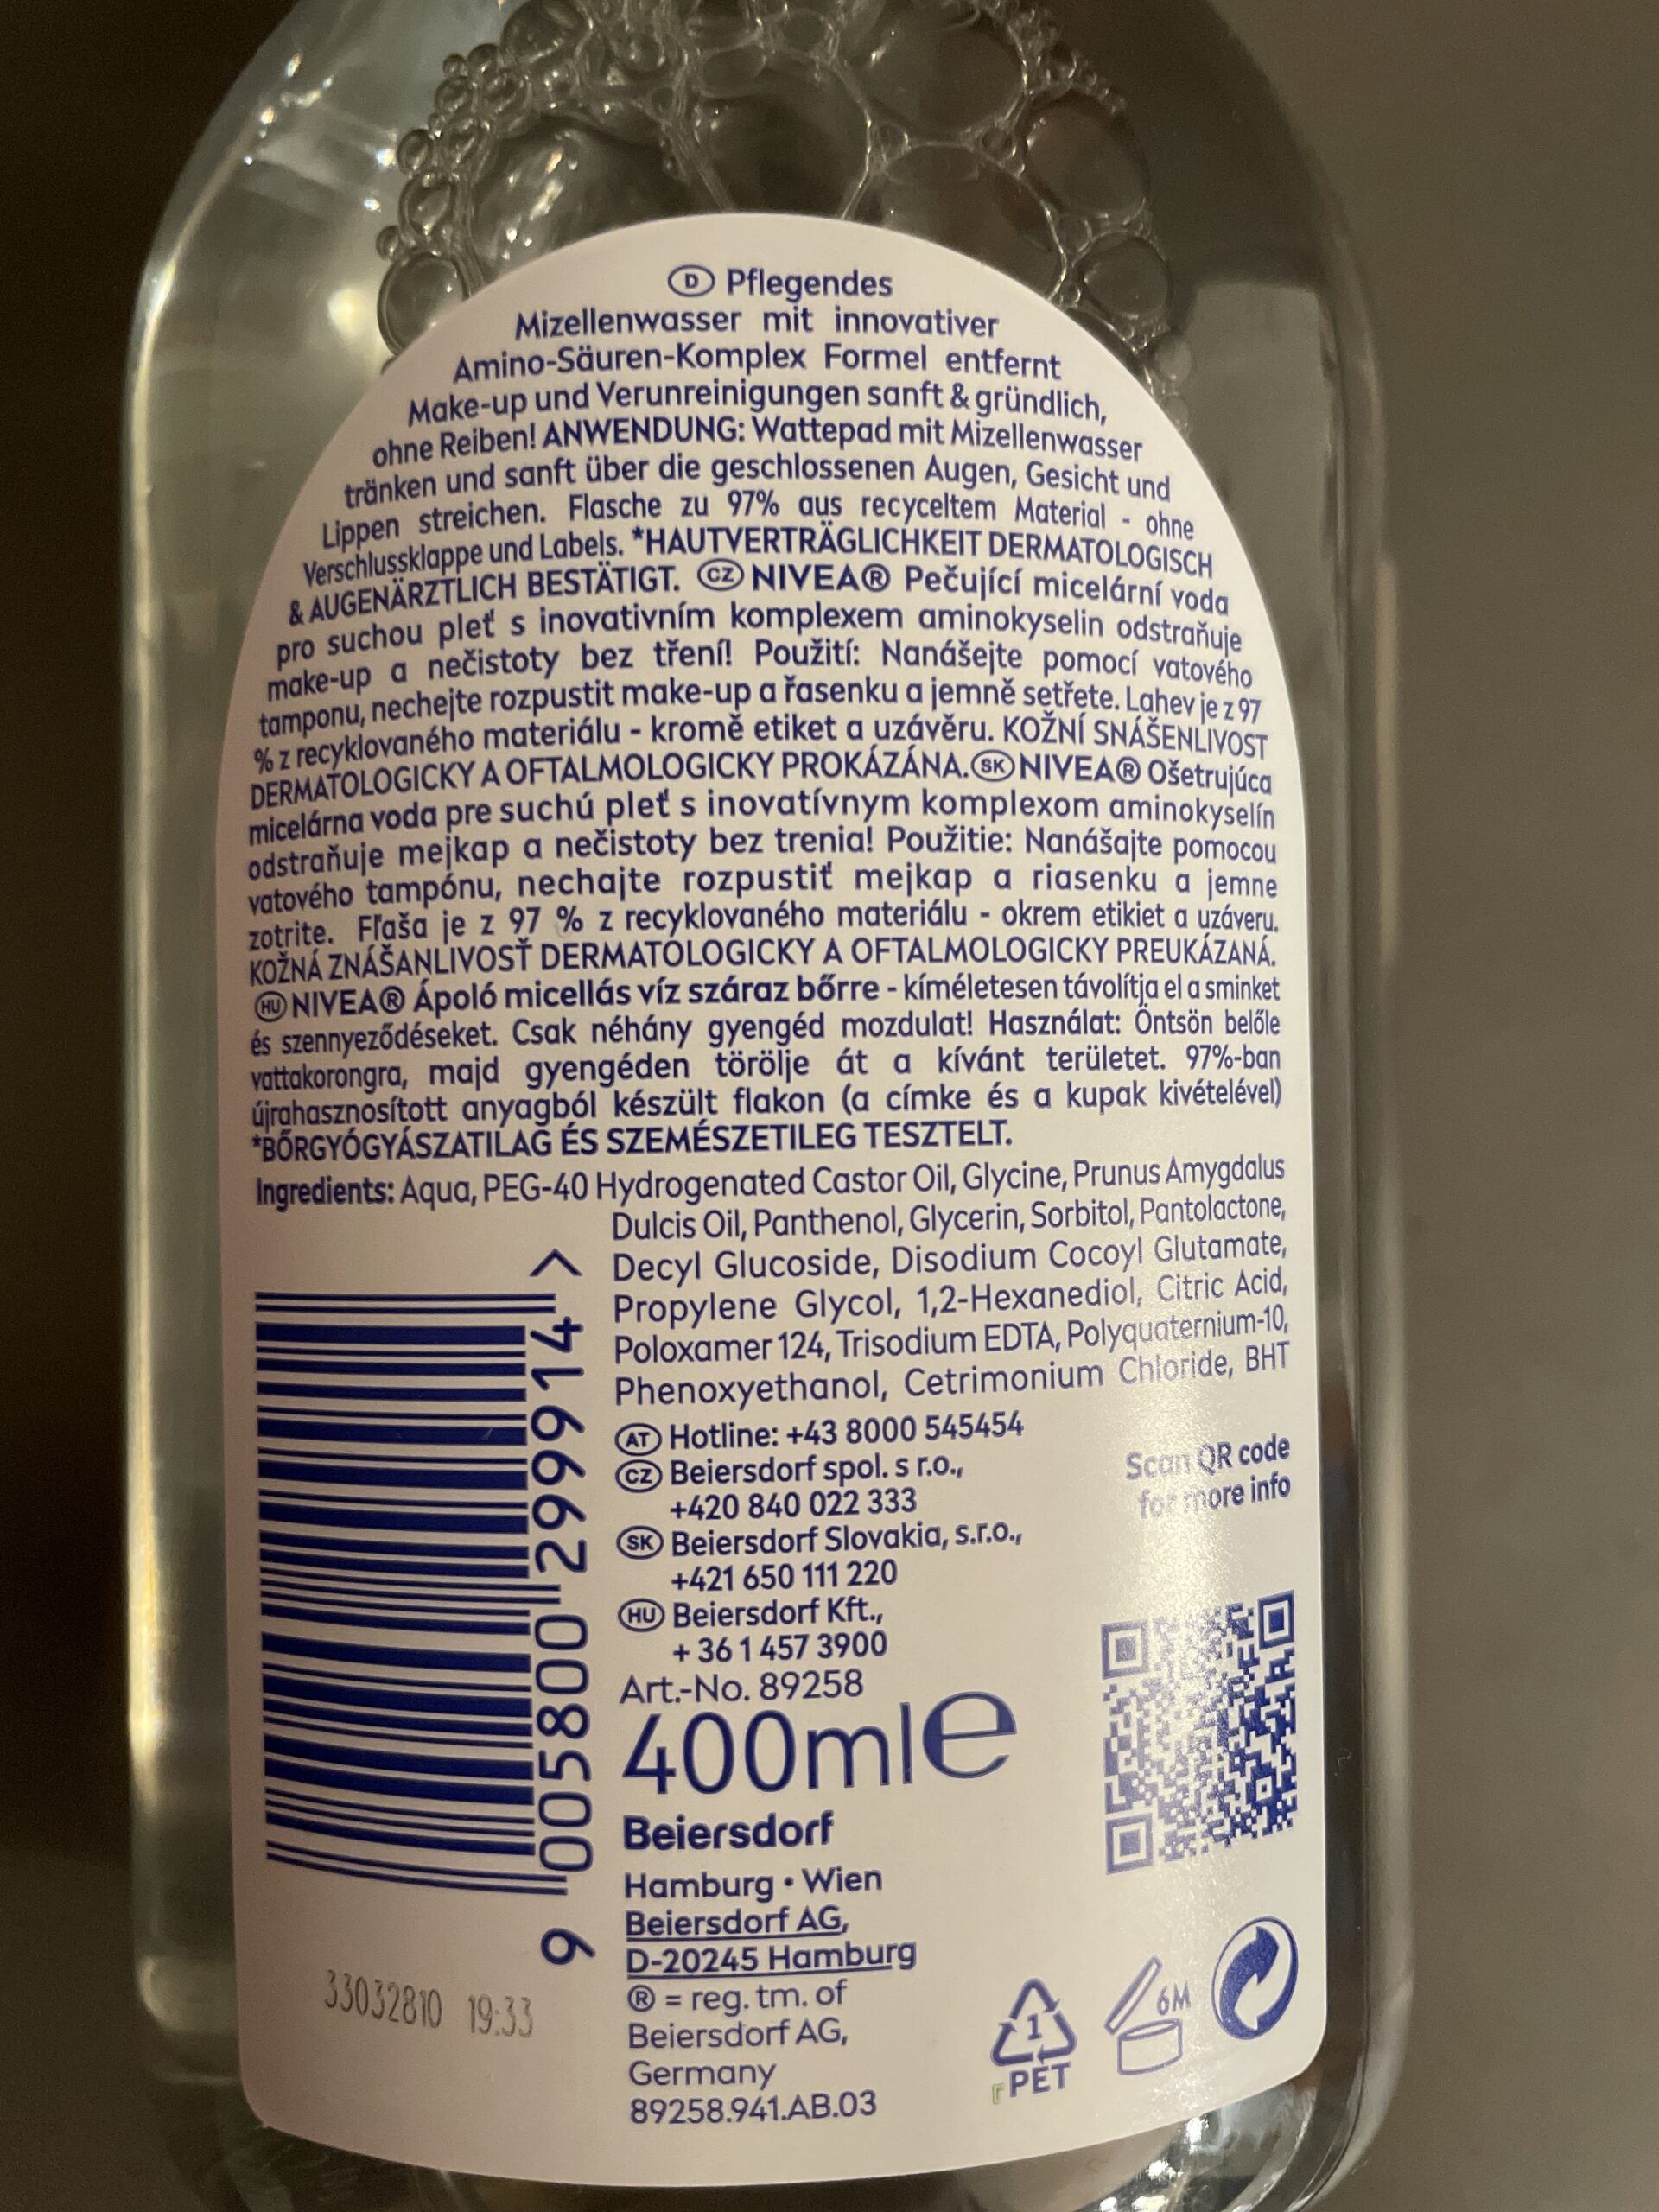 D Pflegendes
Mizellenwasser mit innovativer
Amino-Säuren-Komplex Formel entfernt
Make-up und Verunreinigungen sanft & gründlich,
ohne Reiben! ANWENDUNG: Wattepad mit Mizellenwasser
tränken und sanft über die geschlossenen Augen, Gesicht und
Lippen streichen. Flasche zu 97% aus recyceltem Material - ohne
Verschlussklappe und Labels. *HAUTVERTRÄGLICHKEIT DERMATOLOGISCH
& AUGENÄRZTLICH BESTÄTIGT. CZ NIVEA® Pečující micelární voda
pro suchou pleť s inovativním komplexem aminokyselin odstraňuje
make-up a nečistoty bez tření! Použití: Nanášejte pomocí vatového
tamponu, nechejte rozpustit make-up a řasenku a jemně setřete. Lahev je z 97
% z recyklovaného materiálu - kromě etiket a uzávěru. KOŽNÍ SNÁŠENLIVOST
DERMATOLOGICKY A OFTALMOLOGICKY PROKÁZÁNA. SK NIVEA® Ošetrujúca
micelárna voda pre suchú pleť s inovatívnym komplexom aminokyselín
odstraňuje mejkap a nečistoty bez trenia! Použitie: Nanášajte pomocou
vatového tampónu, nechajte rozpustiť mejkap a riasenku a jemne
zotrite. Fľaša je z 97 % z recyklovaného materiálu - okrem etikiet a uzáveru.
KOŽNÁ ZNÁŠANLIVOSŤ DERMATOLOGICKY A OFTALMOLOGICKY PREUKÁZANÁ.
HU NIVEA® Ápoló micellás víz száraz bőrre - kíméletesen távolítja el a sminket
és szennyeződéseket. Csak néhány gyengéd mozdulat! Használat: Öntsön belőle
vattakorongra, majd gyengéden törölje át a kívánt területet. 97%-ban
újrahasznosított anyagból készült flakon (a címke és a kupak kivételével)
*BŐRGYÓGYÁSZATILAG ÉS SZEMÉSZETILEG TESZTELT.
Ingredients: Aqua, PEG-40 Hydrogenated Castor Oil, Glycine, Prunus Amygdalus
Dulcis Oil, Panthenol, Glycerin, Sorbitol, Pantolactone,
Decyl Glucoside, Disodium Cocoyl Glutamate,
Propylene Glycol, 1,2-Hexanediol, Citric Acid,
Poloxamer 124, Trisodium EDTA, Polyquaternium-10,
Phenoxyethanol, Cetrimonium Chloride, BHT
9 005800 299914 >
AT Hotline: +43 8000 545454
CZ Beiersdorf spol. s r.o.,
+420 840 022 333
SK Beiersdorf Slovakia, s.r.o.,
+421 650 111 220
HU Beiersdorf Kft.,
+ 36 1 457 3900
Art.-No. 89258
400ml e
Scan QR code
for more info
Beiersdorf
Hamburg • Wien
Beiersdorf AG,
D-20245 Hamburg
® = reg. tm. of
Beiersdorf AG,
Germany
89258.941.AB.03
33032810 19:33
1
rPET
6M